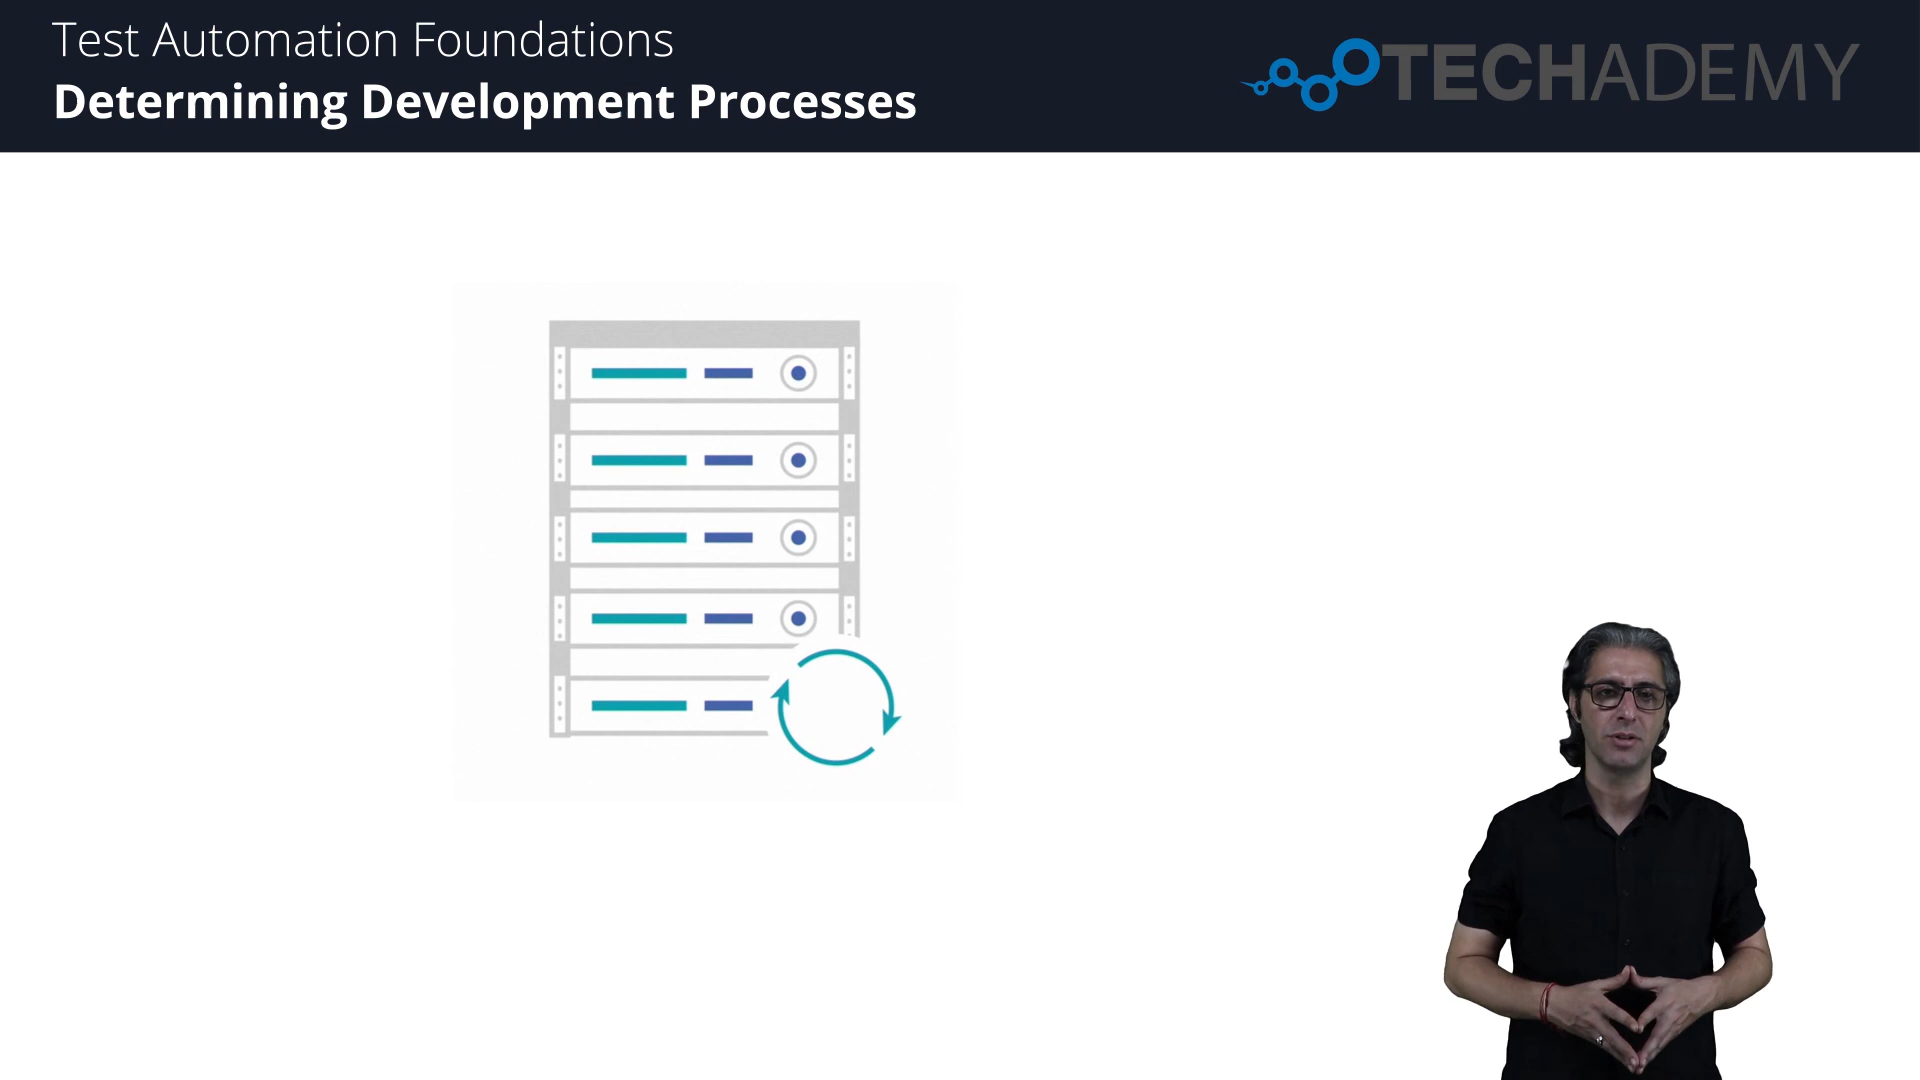 Test Automation Foundations
Determining Development Processes
TECHADEMY